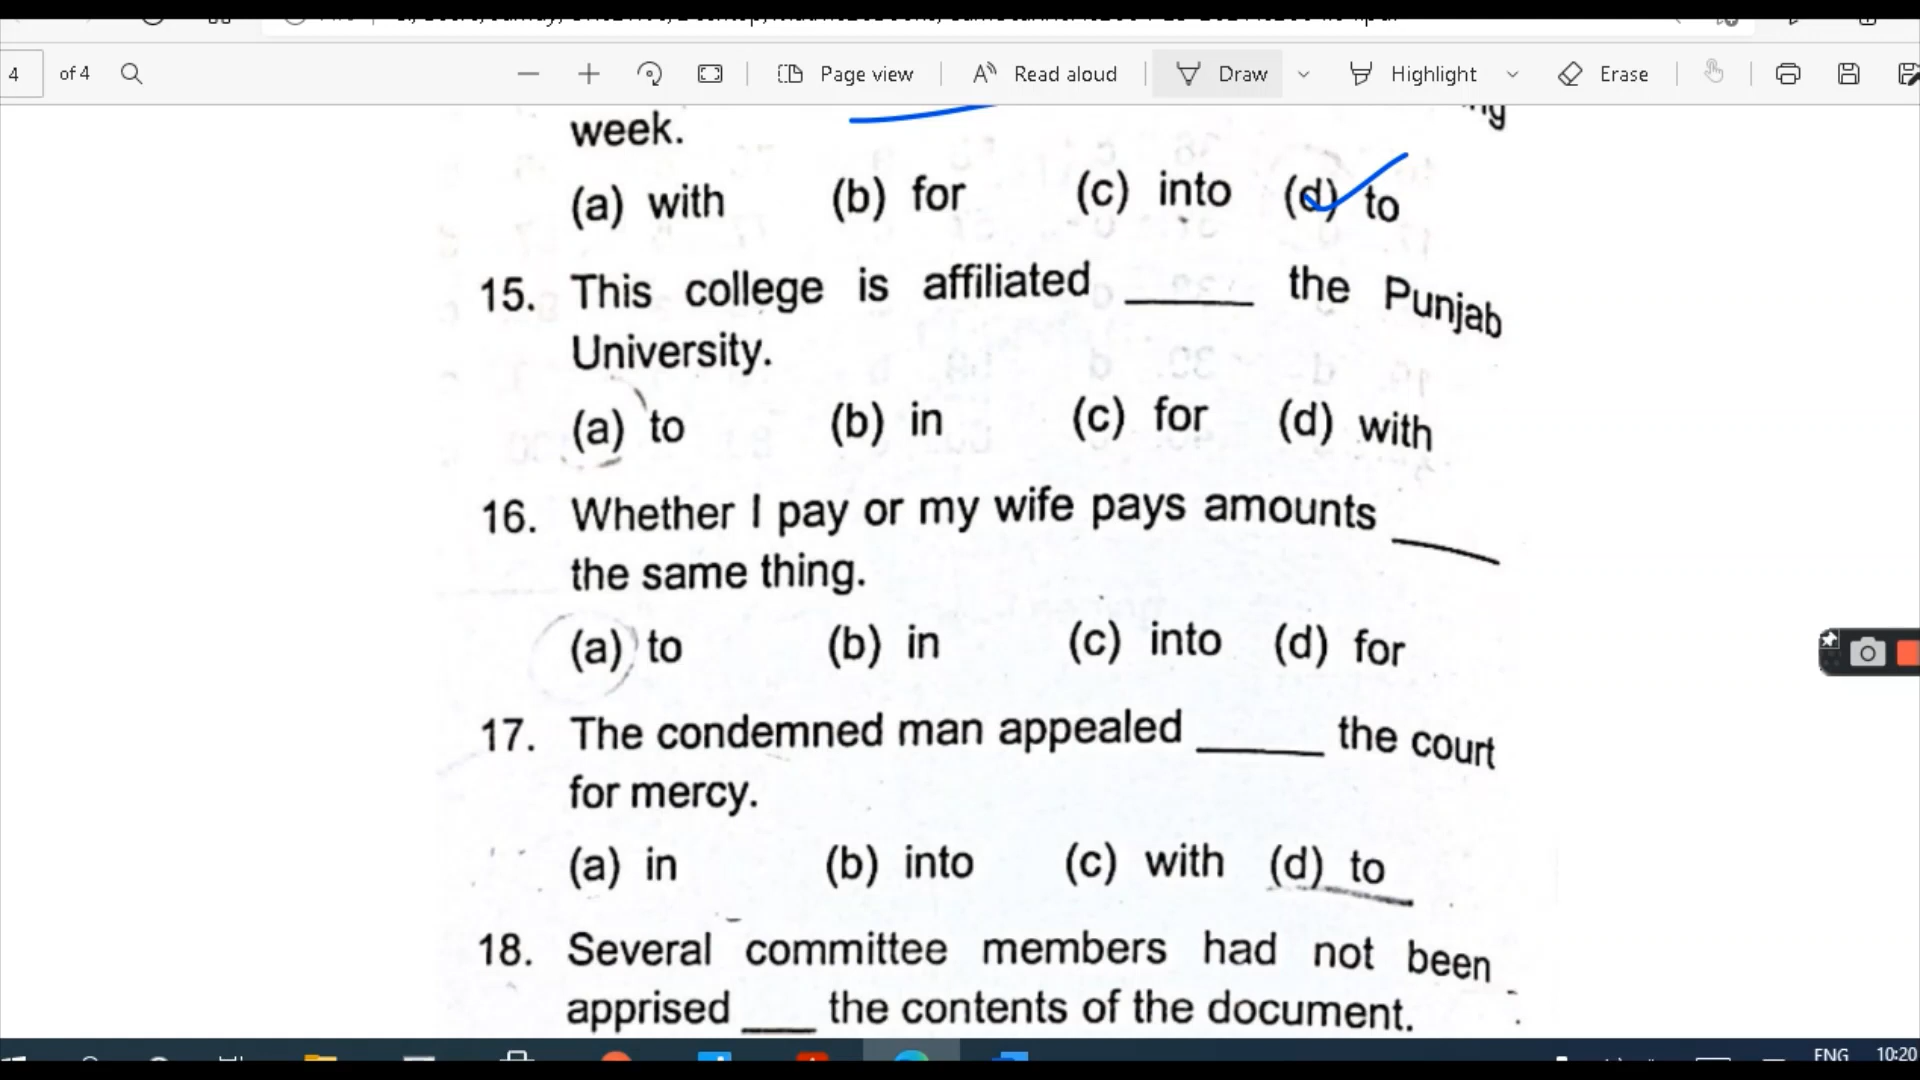 4 of 4 Page view Read aloud Draw Highlight Erase
week.
(a) with (b) for (c) into (d) to
15. This college is affiliated ______ the Punjab
University.
(a) to (b) in (c) for (d) with
16. Whether I pay or my wife pays amounts ______
the same thing.
(a) to (b) in (c) into (d) for
17. The condemned man appealed ______ the court
for mercy.
(a) in (b) into (c) with (d) to
18. Several committee members had not been
apprised ____ the contents of the document.
ENG 10:20